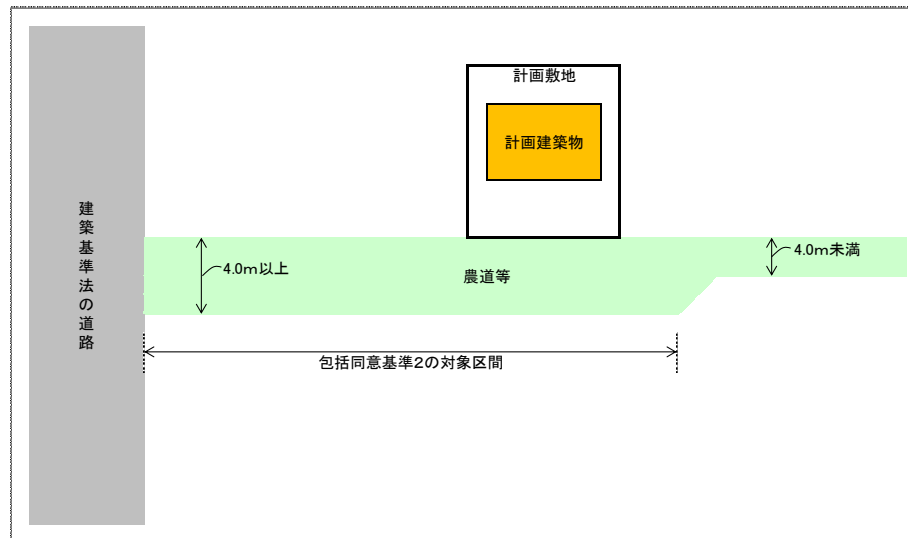 計画敷地
計画建築物
建築基準法の道路
4.0m以上
農道等
4.0m未満
包括同意基準2の対象区間